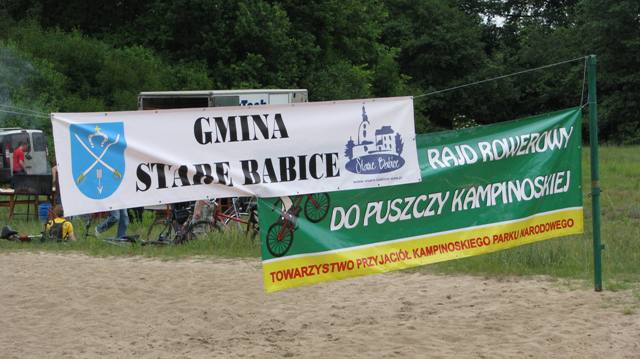 GMINA
STARE BABICE
Stare Babice
RAJD ROWEROWY
DO PUSZCZY KAMPINOSKIEJ
TOWARZYSTWO PRZYJACIÓŁ KAMPINOSKIEGO PARKU NARODOWEGO